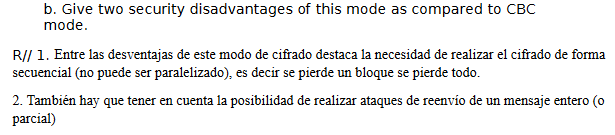 b. Give two security disadvantages of this mode as compared to CBC
mode.
R// 1. Entre las desventajas de este modo de cifrado destaca la necesidad de realizar el cifrado de forma
secuencial (no puede ser paralelizado), es decir se pierde un bloque se pierde todo.
2. También hay que tener en cuenta la posibilidad de realizar ataques de reenvío de un mensaje entero (o
parcial)